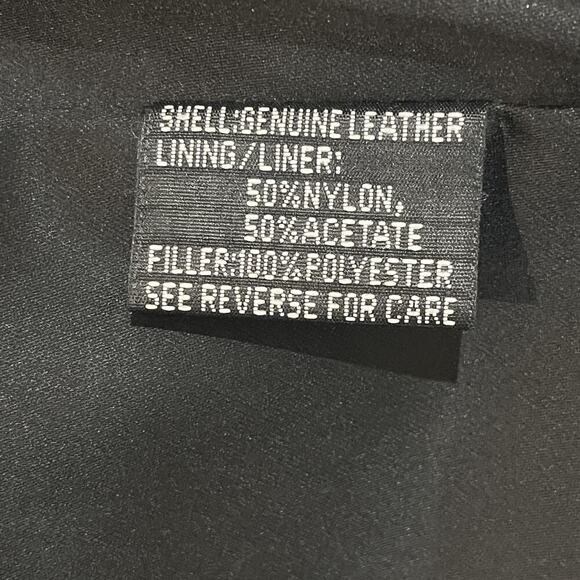 SHELL:GENUINE LEATHER
LINING/LINER:
50%NYLON,
50%ACETATE
FILLER:100%POLYESTER
SEE REVERSE FOR CARE